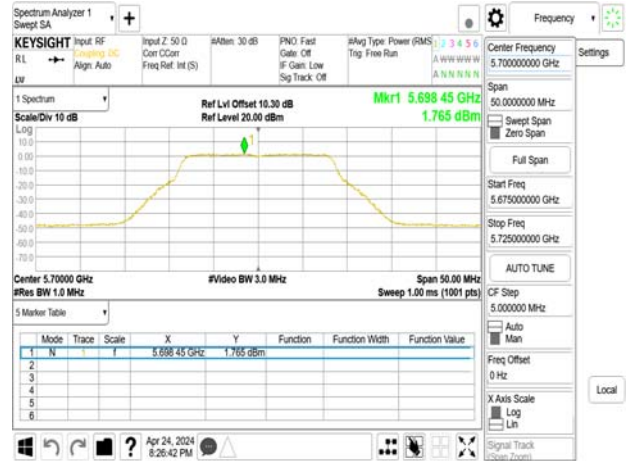 Spectrum Analyzer 1
Swept SA
Frequency
KEYSIGHT
RL
Input: RF
Coupling: DC
Align: Auto
Input Z: 50 Ω
Corr CCorr
Freq Ref: Int (S)
#Atten: 30 dB
PNO: Fast
Gate: Off
IF Gain: Low
Sig Track: Off
#Avg Type: Power (RMS
Trig: Free Run
1 2 3 4 5 6
A W W W W W
A N N N N N
1 Spectrum
Scale/Div 10 dB
Ref Lvl Offset 10.30 dB
Ref Level 20.00 dBm
Mkr1 5.698 45 GHz
1.765 dBm
Log
10.0
0.00
-10.0
-20.0
-30.0
-40.0
-50.0
-60.0
-70.0
1
Center 5.70000 GHz
#Res BW 1.0 MHz
#Video BW 3.0 MHz
Span 50.00 MHz
Sweep 1.00 ms (1001 pts)
5 Marker Table
Mode Trace Scale X Y Function Function Width Function Value
1 N 1 f 5.698 45 GHz 1.765 dBm
2
3
4
5
6
Apr 24, 2024
8:26:42 PM
Center Frequency
5.700000000 GHz
Span
50.0000000 MHz
Swept Span
Zero Span
Full Span
Start Freq
5.675000000 GHz
Stop Freq
5.725000000 GHz
AUTO TUNE
CF Step
5.000000 MHz
Auto
Man
Freq Offset
0 Hz
X Axis Scale
Log
Lin
Signal Track
(Span Zoom)
Settings
Local